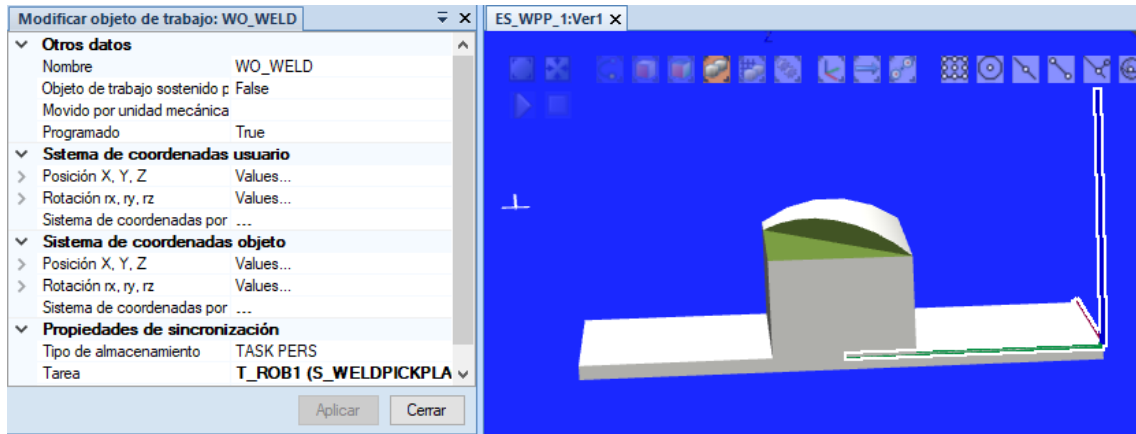 Modificar objeto de trabajo: WO_WELD
Otros datos
Nombre WO_WELD
Objeto de trabajo sostenido p False
Movido por unidad mecánica
Programado True
Sstema de coordenadas usuario
Posición X, Y, Z Values...
Rotación rx, ry, rz Values...
Sistema de coordenadas por ...
Sistema de coordenadas objeto
Posición X, Y, Z Values...
Rotación rx, ry, rz Values...
Sistema de coordenadas por ...
Propiedades de sincronización
Tipo de almacenamiento TASK PERS
Tarea T_ROB1 (S_WELDPICKPLA
Aplicar Cerrar
ES_WPP_1:Ver1
Z